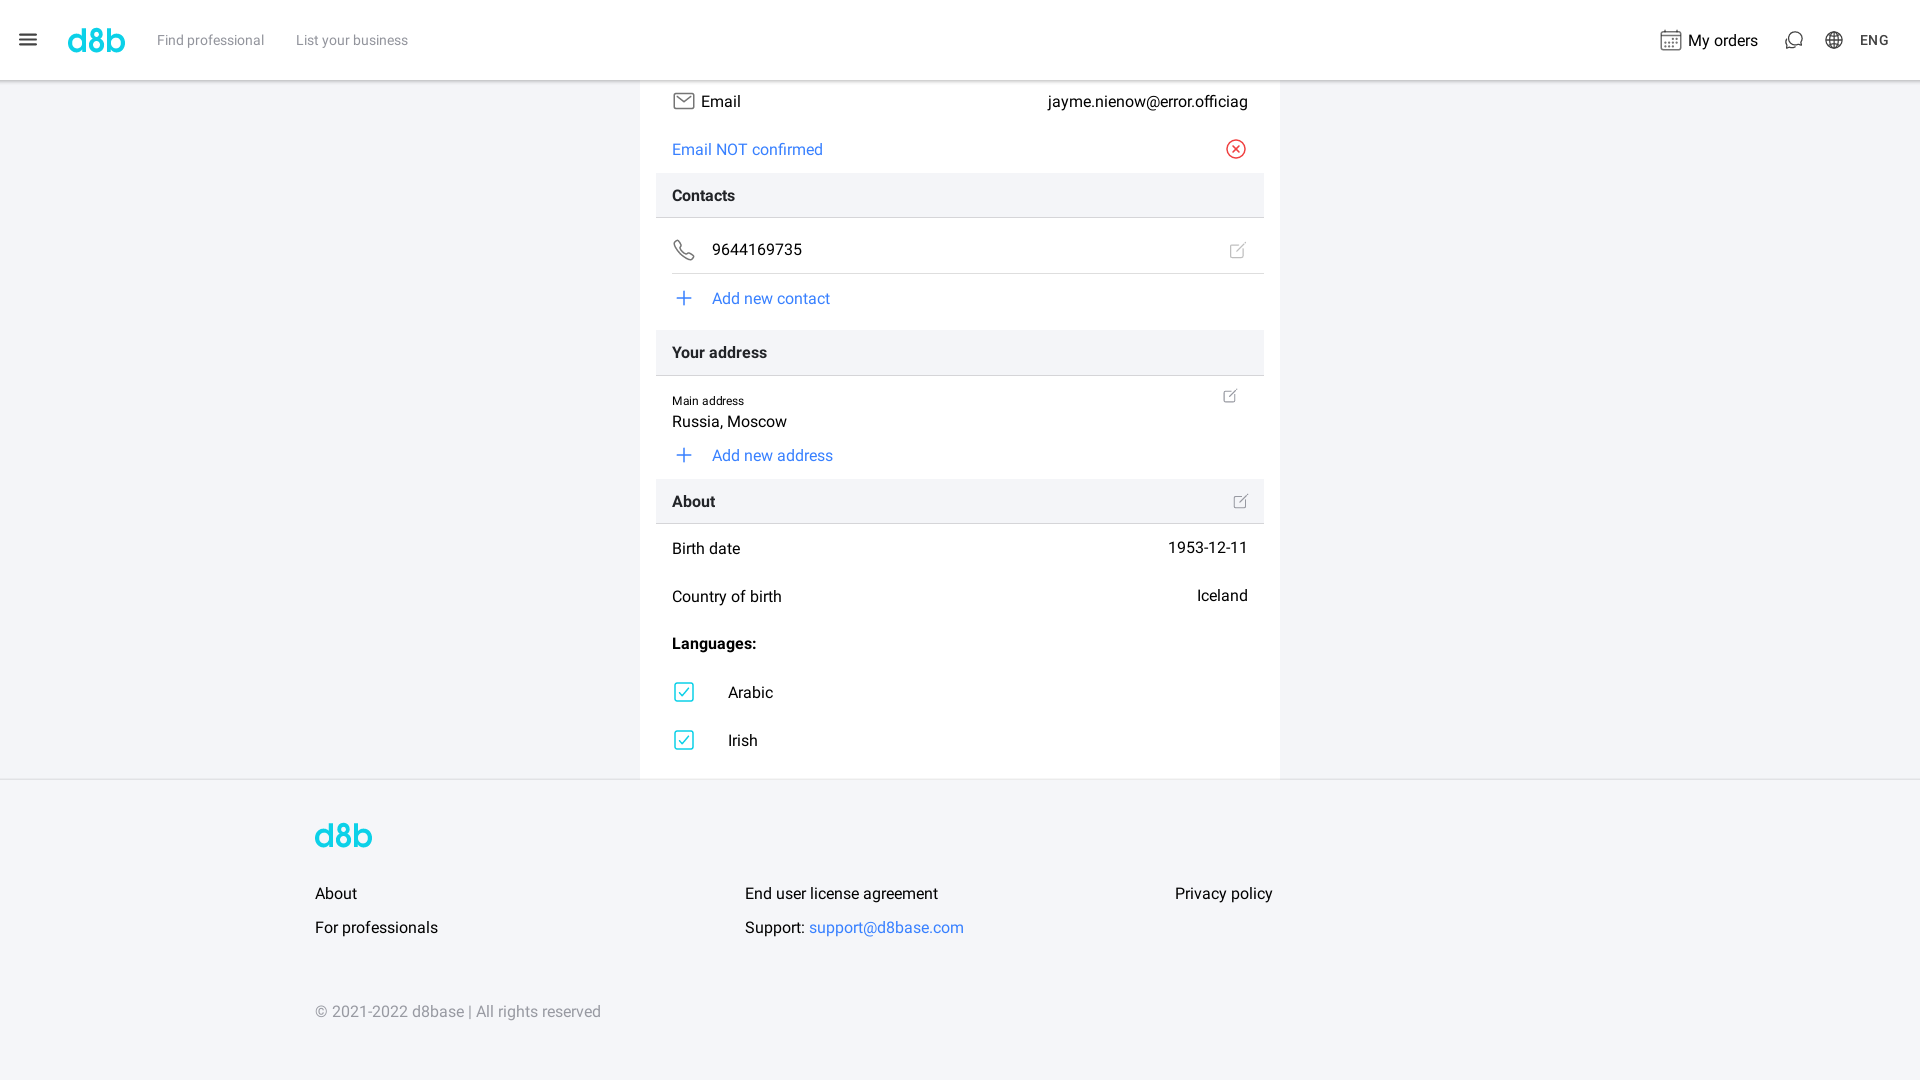 d8b
Find professional
List your business
My orders
ENG
Email
jayme.nienow@error.officiag
Email NOT confirmed
Contacts
9644169735
Add new contact
Your address
Main address
Russia, Moscow
Add new address
About
Birth date
1953-12-11
Country of birth
Iceland
Languages:
Arabic
Irish
d8b
About
End user license agreement
Privacy policy
For professionals
Support: support@d8base.com
© 2021-2022 d8base | All rights reserved